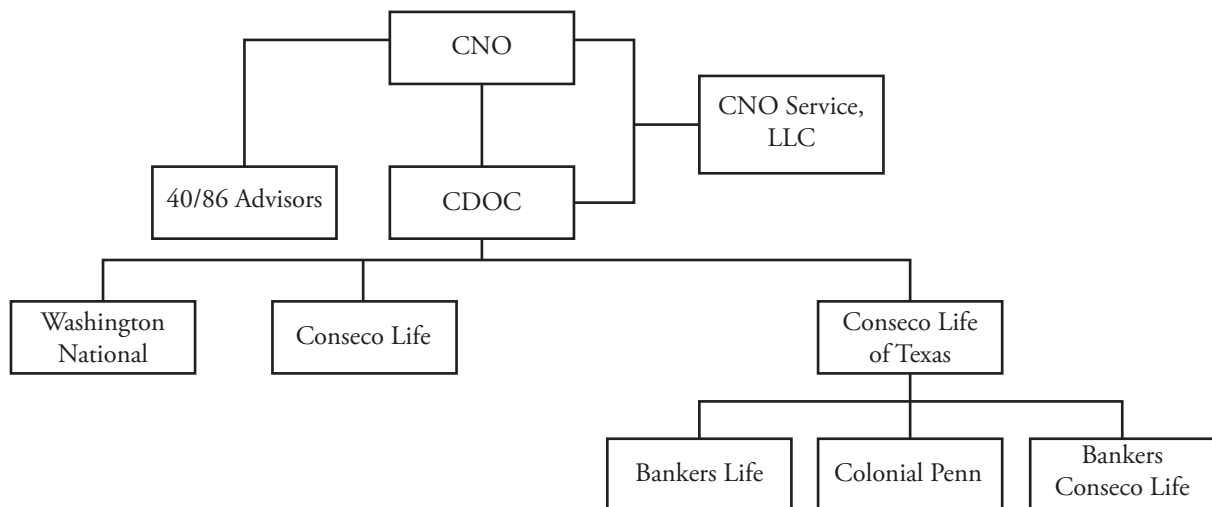 CNO
CNO Service,
LLC
40/86 Advisors
CDOC
Washington
National
Conseco Life
Conseco Life
of Texas
Bankers Life
Colonial Penn
Bankers
Conseco Life